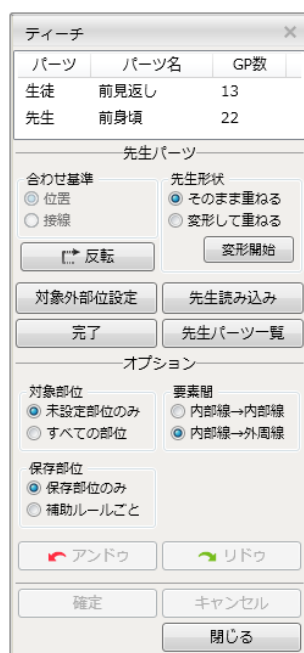 ティーチ
パーツ パーツ名 GP数
生徒 前見返し 13
先生 前身頃 22
先生パーツ
合わせ基準 先生形状
位置 そのまま重ねる
接線 変形して重ねる
反転 変形開始
対象外部位設定 先生読み込み
完了 先生パーツ一覧
オプション
対象部位 要素間
未設定部位のみ 内部線→内部線
すべての部位 内部線→外周線
保存部位
保存部位のみ
補助ルールごと
アンドゥ リドゥ
確定 キャンセル
閉じる